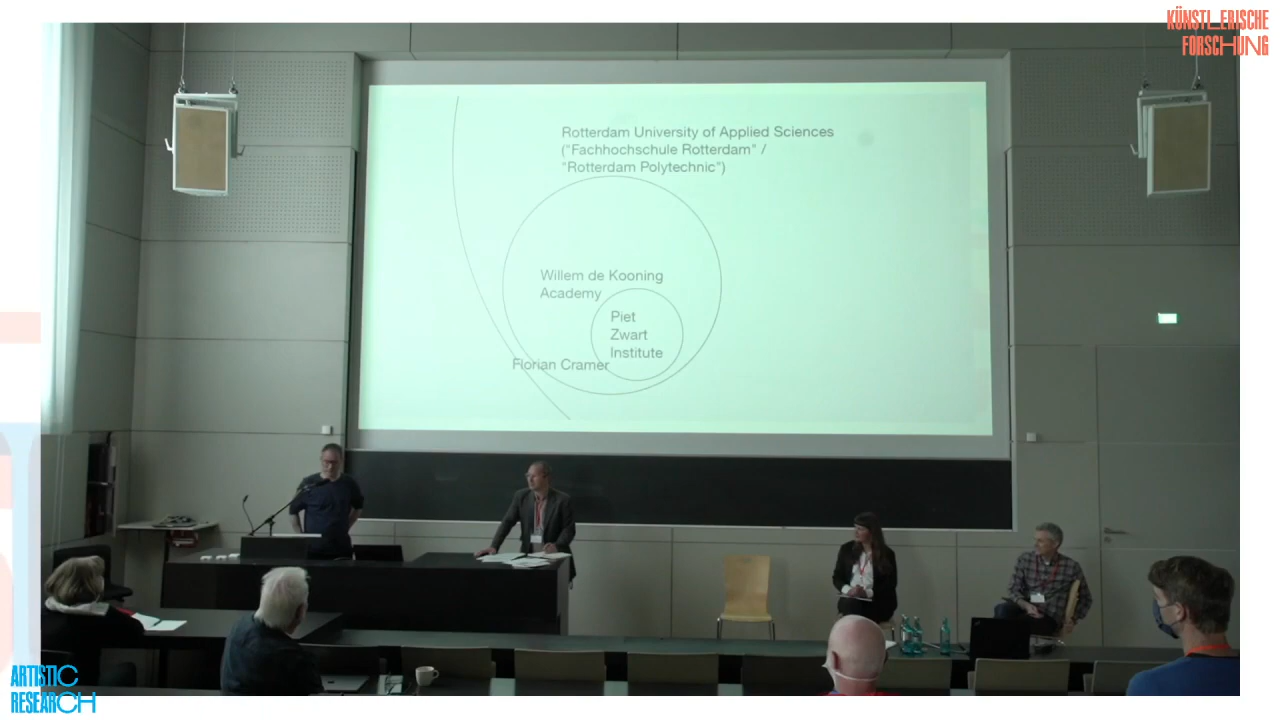 KÜNSTL_ERISCHE
FORSCHUNG
Rotterdam University of Applied Sciences
("Fachhochschule Rotterdam" /
"Rotterdam Polytechnic")
Willem de Kooning
Academy
Piet
Zwart
Institute
Florian Cramer
ARTISTIC
RESEARCH